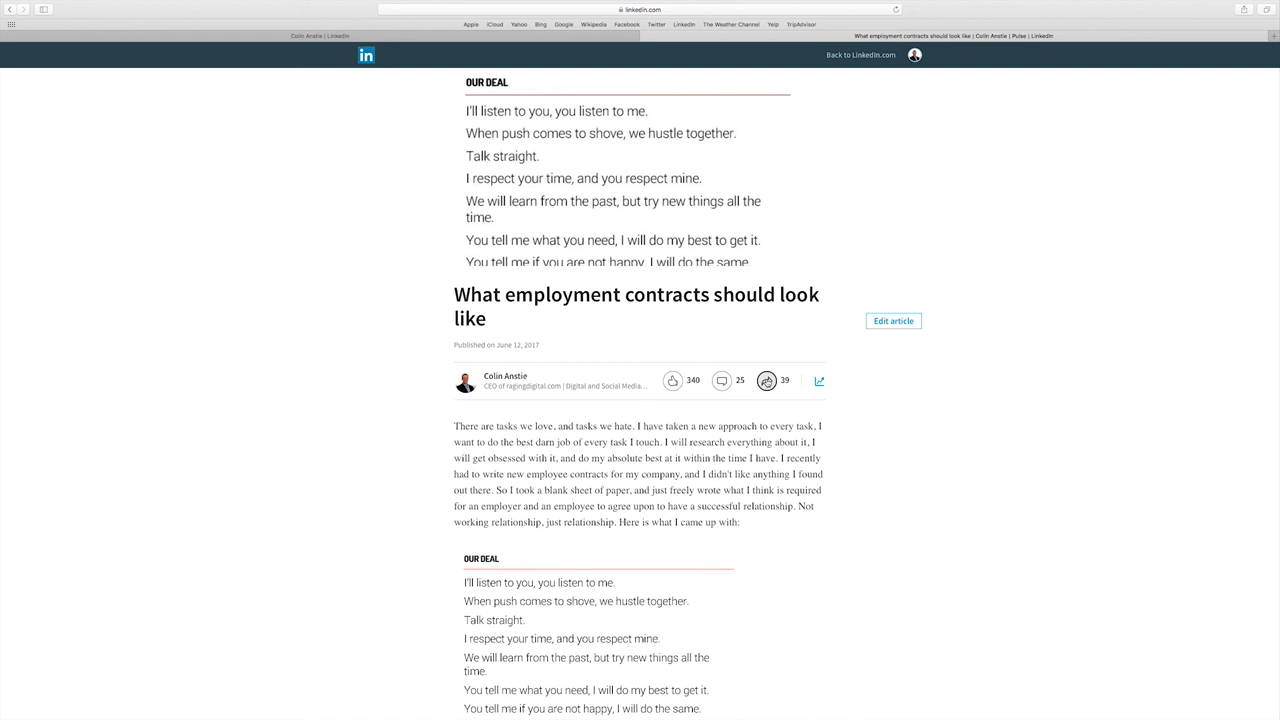 linkedin.com
Apple iCloud Yahoo Bing Google Wikipedia Facebook Twitter LinkedIn The Weather Channel Yelp TripAdvisor
Colin Anstie | LinkedIn
What employment contracts should look like | Colin Anstie | Pulse | LinkedIn
in
Back to LinkedIn.com
OUR DEAL
I'll listen to you, you listen to me.
When push comes to shove, we hustle together.
Talk straight.
I respect your time, and you respect mine.
We will learn from the past, but try new things all the
time.
You tell me what you need, I will do my best to get it.
You tell me if you are not happy, I will do the same.
What employment contracts should look
like
Edit article
Published on June 12, 2017
Colin Anstie
CEO of ragingdigital.com | Digital and Social Media...
340
25
39
There are tasks we love, and tasks we hate. I have taken a new approach to every task, I
want to do the best darn job of every task I touch. I will research everything about it, I
will get obsessed with it, and do my absolute best at it within the time I have. I recently
had to write new employee contracts for my company, and I didn't like anything I found
out there. So I took a blank sheet of paper, and just freely wrote what I think is required
for an employer and an employee to agree upon to have a successful relationship. Not
working relationship, just relationship. Here is what I came up with:
OUR DEAL
I'll listen to you, you listen to me.
When push comes to shove, we hustle together.
Talk straight.
I respect your time, and you respect mine.
We will learn from the past, but try new things all the
time.
You tell me what you need, I will do my best to get it.
You tell me if you are not happy, I will do the same.